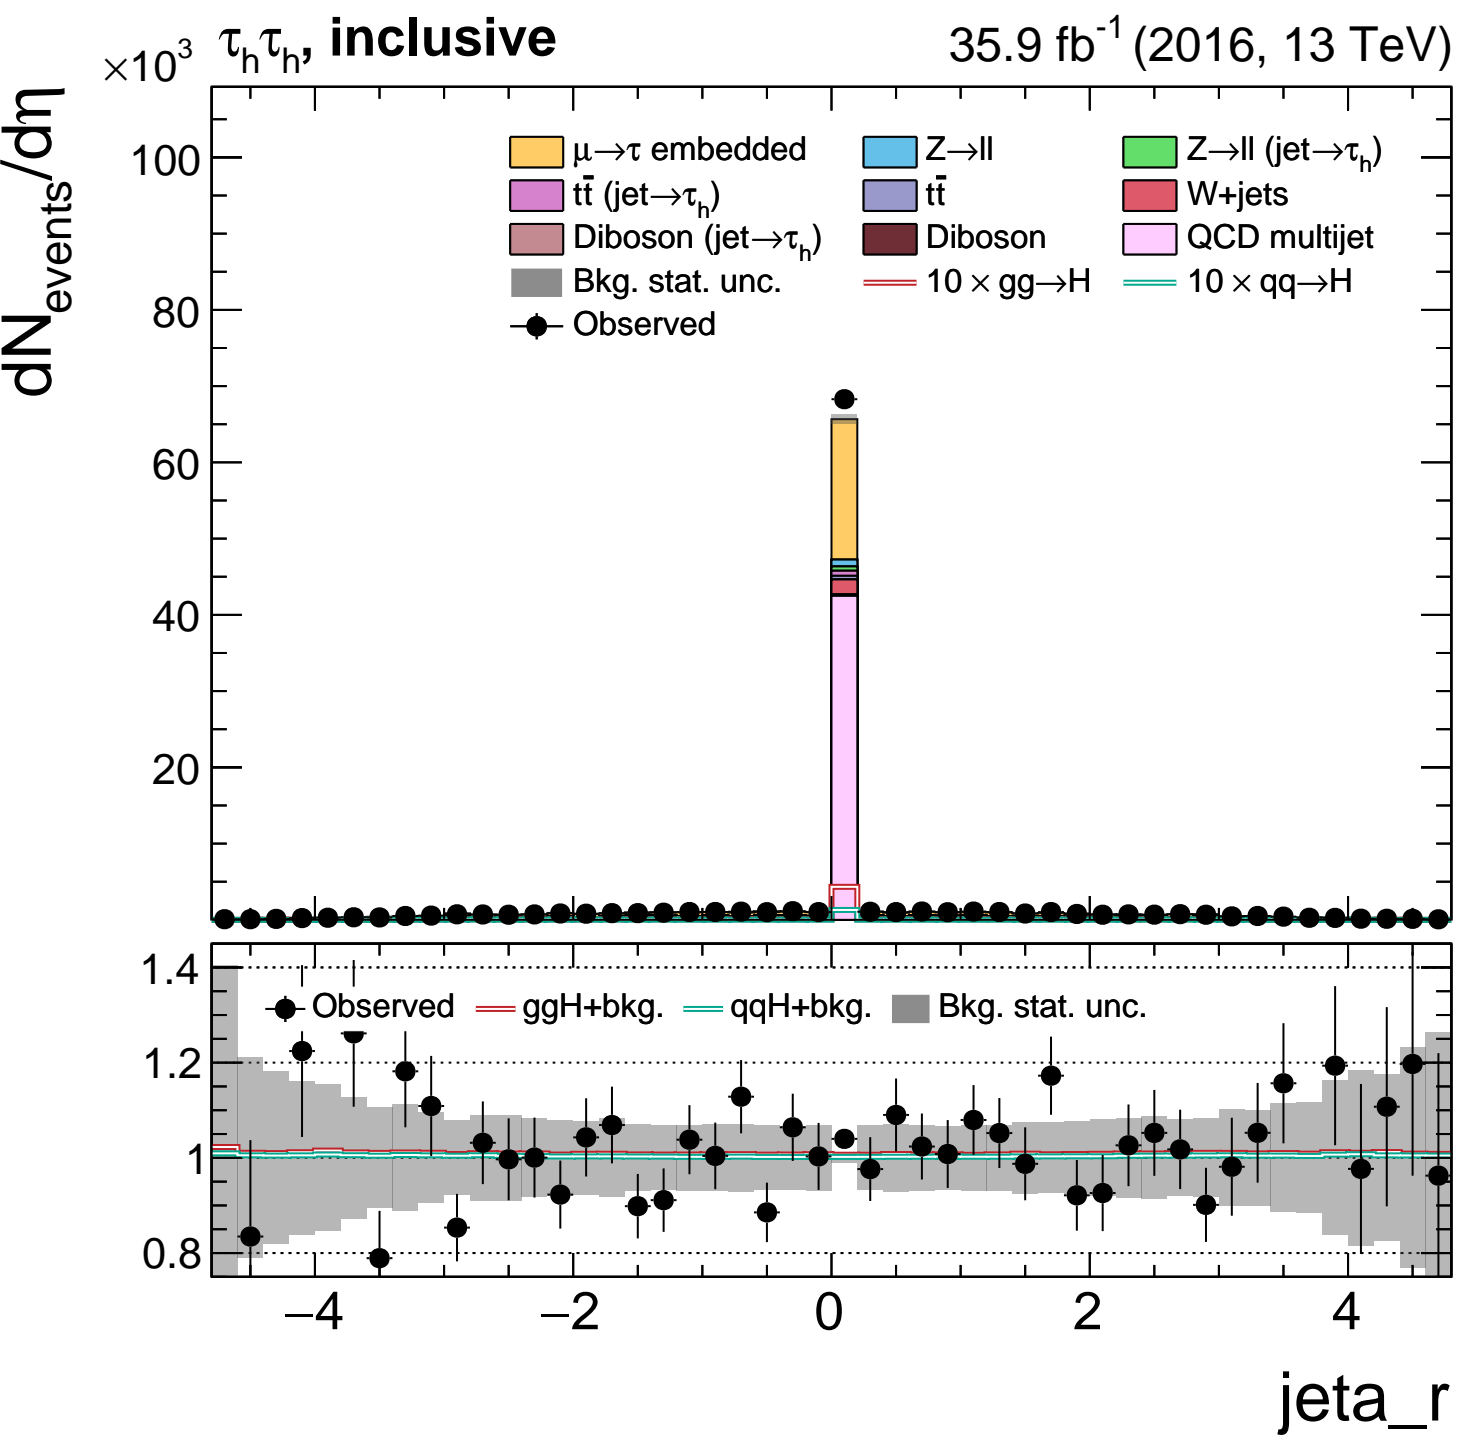 ×10³ τhτh, inclusive 35.9 fb⁻¹ (2016, 13 TeV)
dNevents/dη
μ→τ embedded Z→ll Z→ll (jet→τh)
tt̄ (jet→τh) tt̄ W+jets
Diboson (jet→τh) Diboson QCD multijet
Bkg. stat. unc. 10 × gg→H 10 × qq→H
Observed
100
80
60
40
20
1.4
Observed ggH+bkg. qqH+bkg. Bkg. stat. unc.
1.2
1
0.8
−4 −2 0 2 4
jeta_r